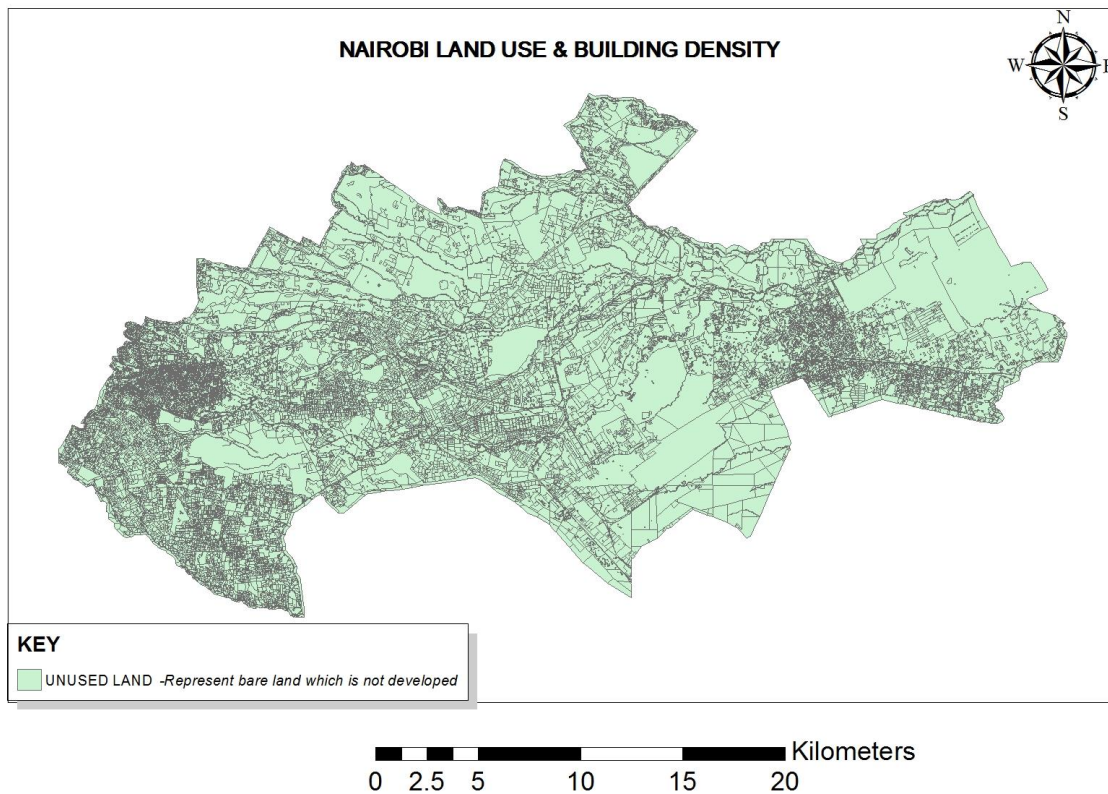 NAIROBI LAND USE & BUILDING DENSITY
N
W
E
S
KEY
UNUSED LAND -Represent bare land which is not developed
Kilometers
0 2.5 5 10 15 20